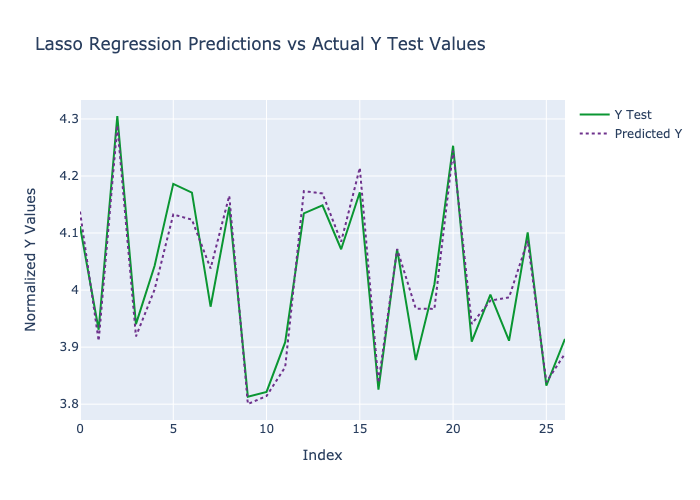 Lasso Regression Predictions vs Actual Y Test Values
Y Test
Predicted Y
Normalized Y Values
4.3
4.2
4.1
4
3.9
3.8
0
5
10
15
20
25
Index